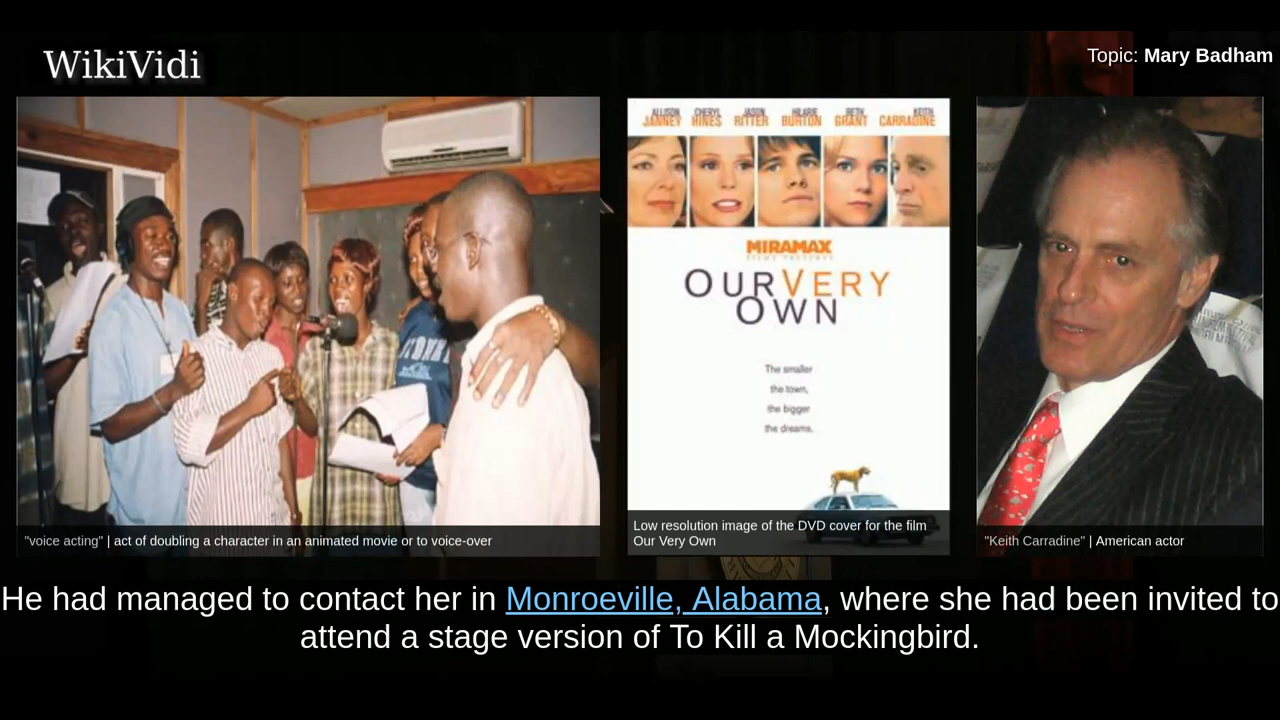 WikiVidi
Topic: Mary Badham
ALLISON JANNEY CHERYL HINES JASON RITTER HILARIE BURTON BETH GRANT KEITH CARRADINE
MIRAMAX
FILMS PRESENTS
OUR VERY
OWN
The smaller
the town,
the bigger
the dreams.
"voice acting" | act of doubling a character in an animated movie or to voice-over
Low resolution image of the DVD cover for the film
Our Very Own
"Keith Carradine" | American actor
He had managed to contact her in Monroeville, Alabama, where she had been invited to
attend a stage version of To Kill a Mockingbird.